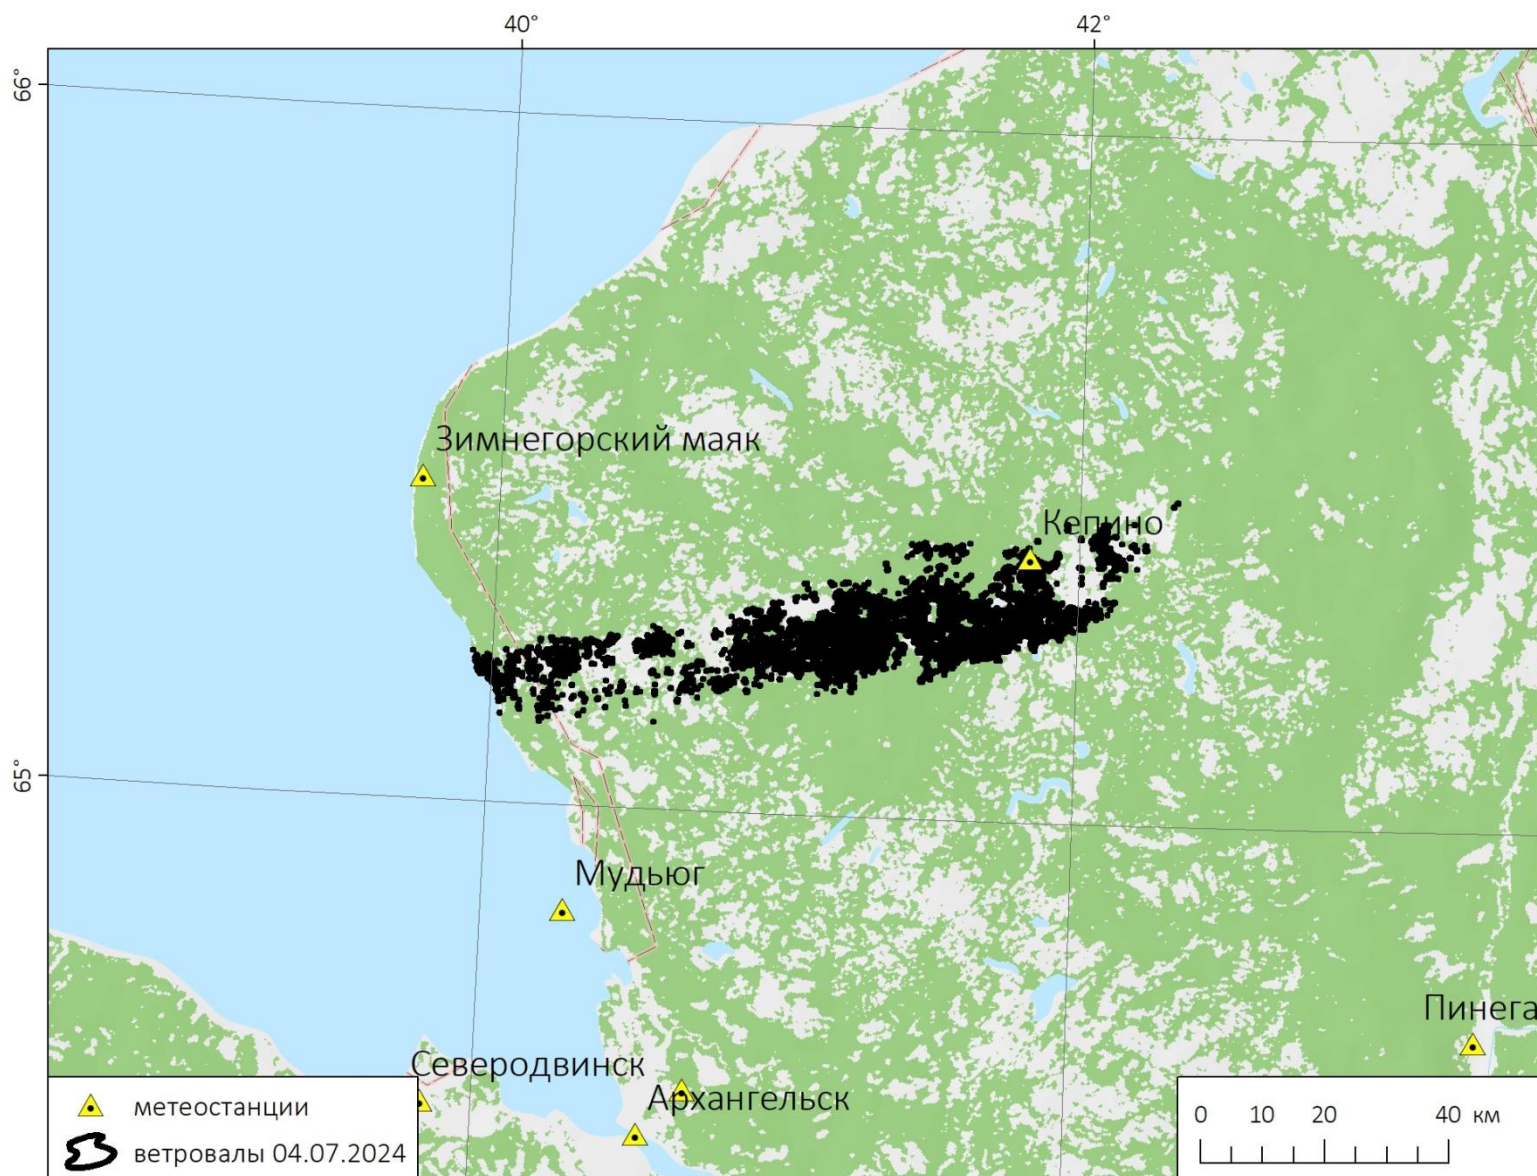 40°
42°
66°
Зимнегорский маяк
Кепино
65°
Мудьюг
Пинега
Северодвинск
Архангельск
метеостанции
ветровалы 04.07.2024
0 10 20 40 км